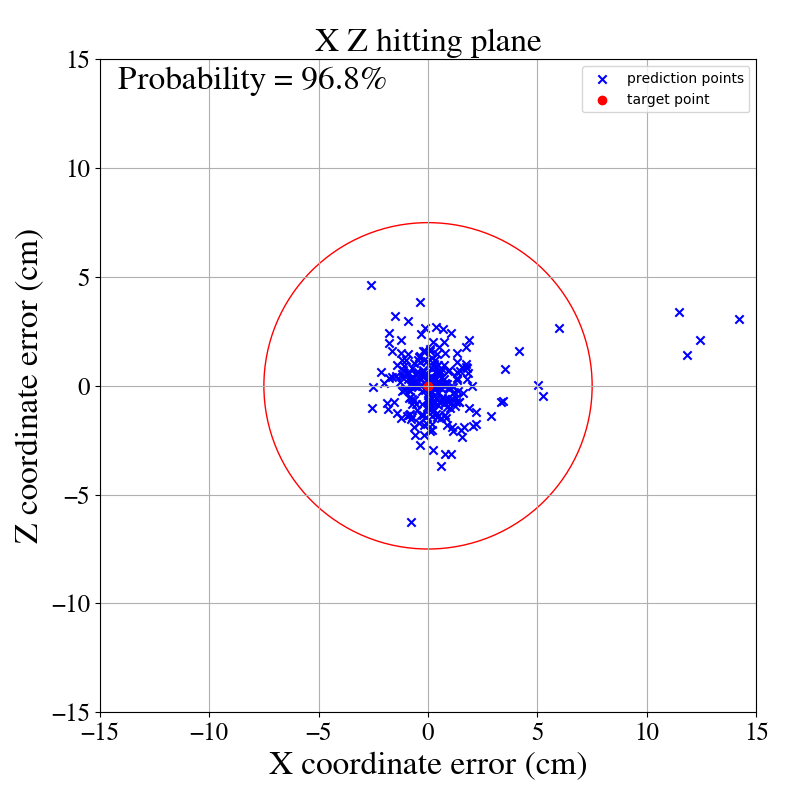 X Z hitting plane
Probability = 96.8%
prediction points
target point
15
10
5
0
−5
−10
−15
Z coordinate error (cm)
−15 −10 −5 0 5 10 15
X coordinate error (cm)